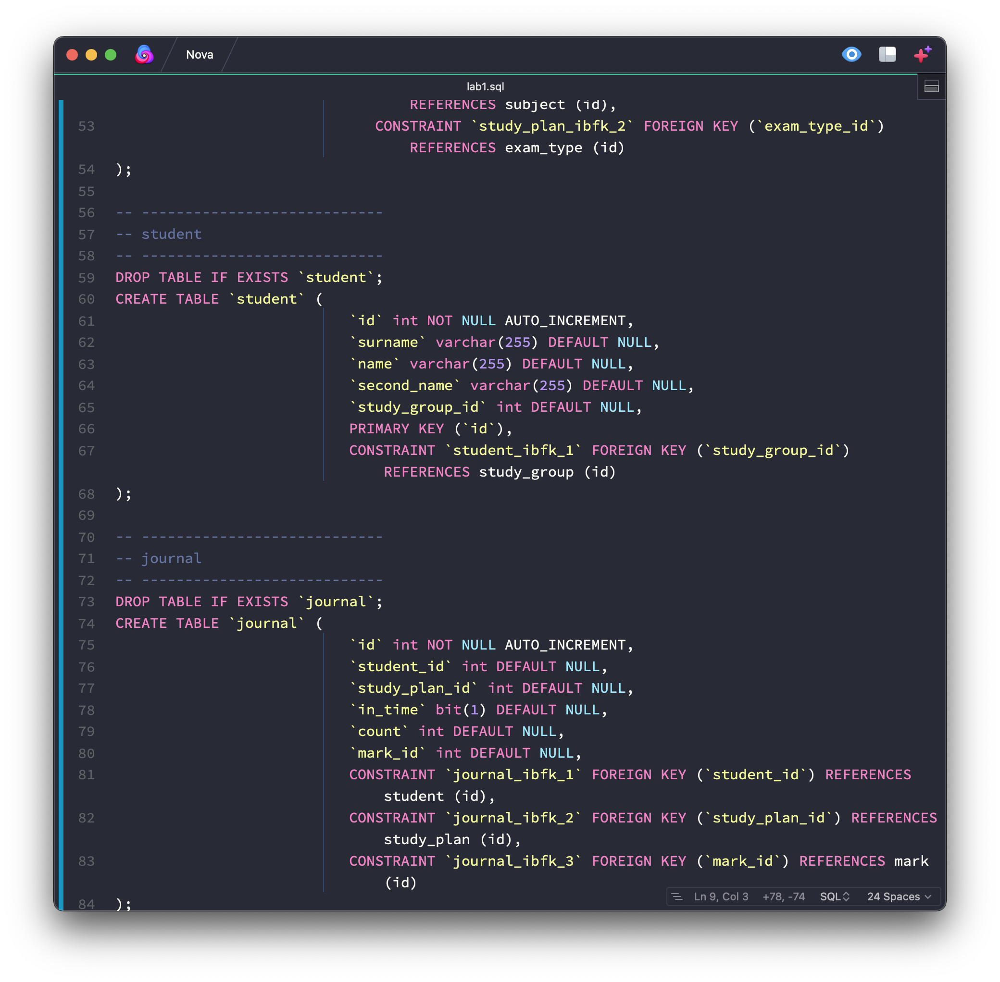 Nova
lab1.sql
REFERENCES subject (id),
53 CONSTRAINT `study_plan_ibfk_2` FOREIGN KEY (`exam_type_id`)
REFERENCES exam_type (id)
54 );
55
56 -- ----------------------------
57 -- student
58 -- ----------------------------
59 DROP TABLE IF EXISTS `student`;
60 CREATE TABLE `student` (
61 `id` int NOT NULL AUTO_INCREMENT,
62 `surname` varchar(255) DEFAULT NULL,
63 `name` varchar(255) DEFAULT NULL,
64 `second_name` varchar(255) DEFAULT NULL,
65 `study_group_id` int DEFAULT NULL,
66 PRIMARY KEY (`id`),
67 CONSTRAINT `student_ibfk_1` FOREIGN KEY (`study_group_id`)
REFERENCES study_group (id)
68 );
69
70 -- ----------------------------
71 -- journal
72 -- ----------------------------
73 DROP TABLE IF EXISTS `journal`;
74 CREATE TABLE `journal` (
75 `id` int NOT NULL AUTO_INCREMENT,
76 `student_id` int DEFAULT NULL,
77 `study_plan_id` int DEFAULT NULL,
78 `in_time` bit(1) DEFAULT NULL,
79 `count` int DEFAULT NULL,
80 `mark_id` int DEFAULT NULL,
81 CONSTRAINT `journal_ibfk_1` FOREIGN KEY (`student_id`) REFERENCES
student (id),
82 CONSTRAINT `journal_ibfk_2` FOREIGN KEY (`study_plan_id`) REFERENCES
study_plan (id),
83 CONSTRAINT `journal_ibfk_3` FOREIGN KEY (`mark_id`) REFERENCES mark
(id)
84 );
Ln 9, Col 3 +78, -74 SQL 24 Spaces